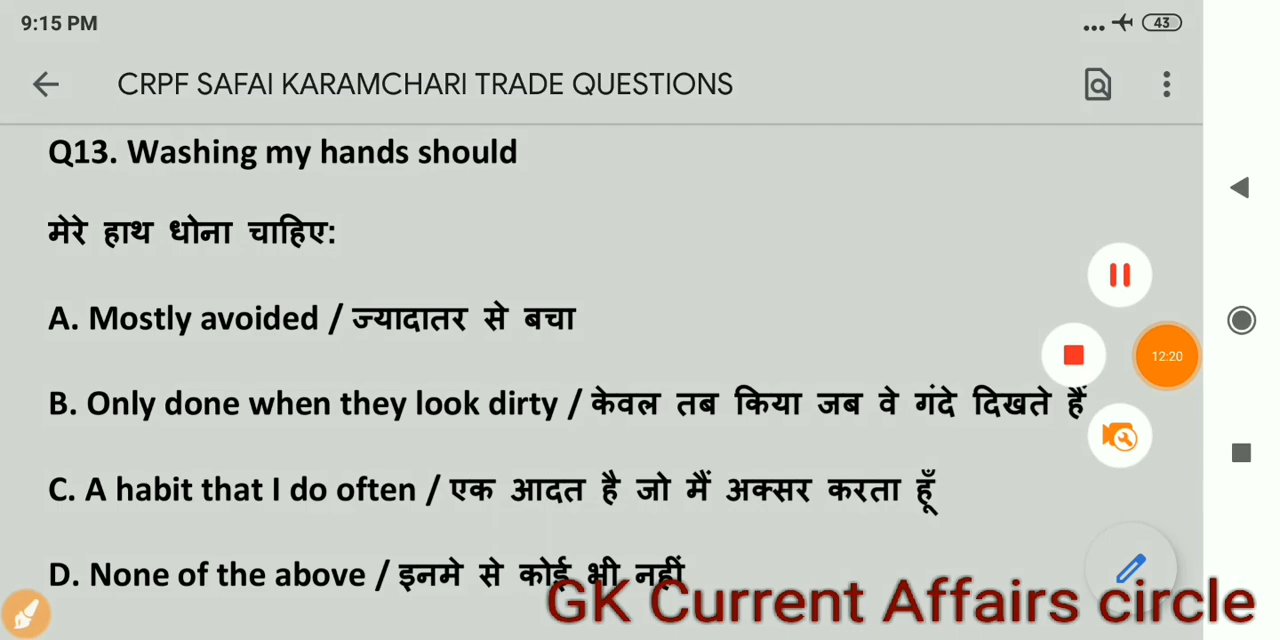 9:15 PM
43
CRPF SAFAI KARAMCHARI TRADE QUESTIONS
Q13. Washing my hands should
मेरे हाथ धोना चाहिए:
A. Mostly avoided / ज्यादातर से बचा
12:20
B. Only done when they look dirty / केवल तब किया जब वे गंदे दिखते हैं
C. A habit that I do often / एक आदत है जो मैं अक्सर करता हूँ
D. None of the above / इनमे से कोई भी नहीं
GK Current Affairs circle